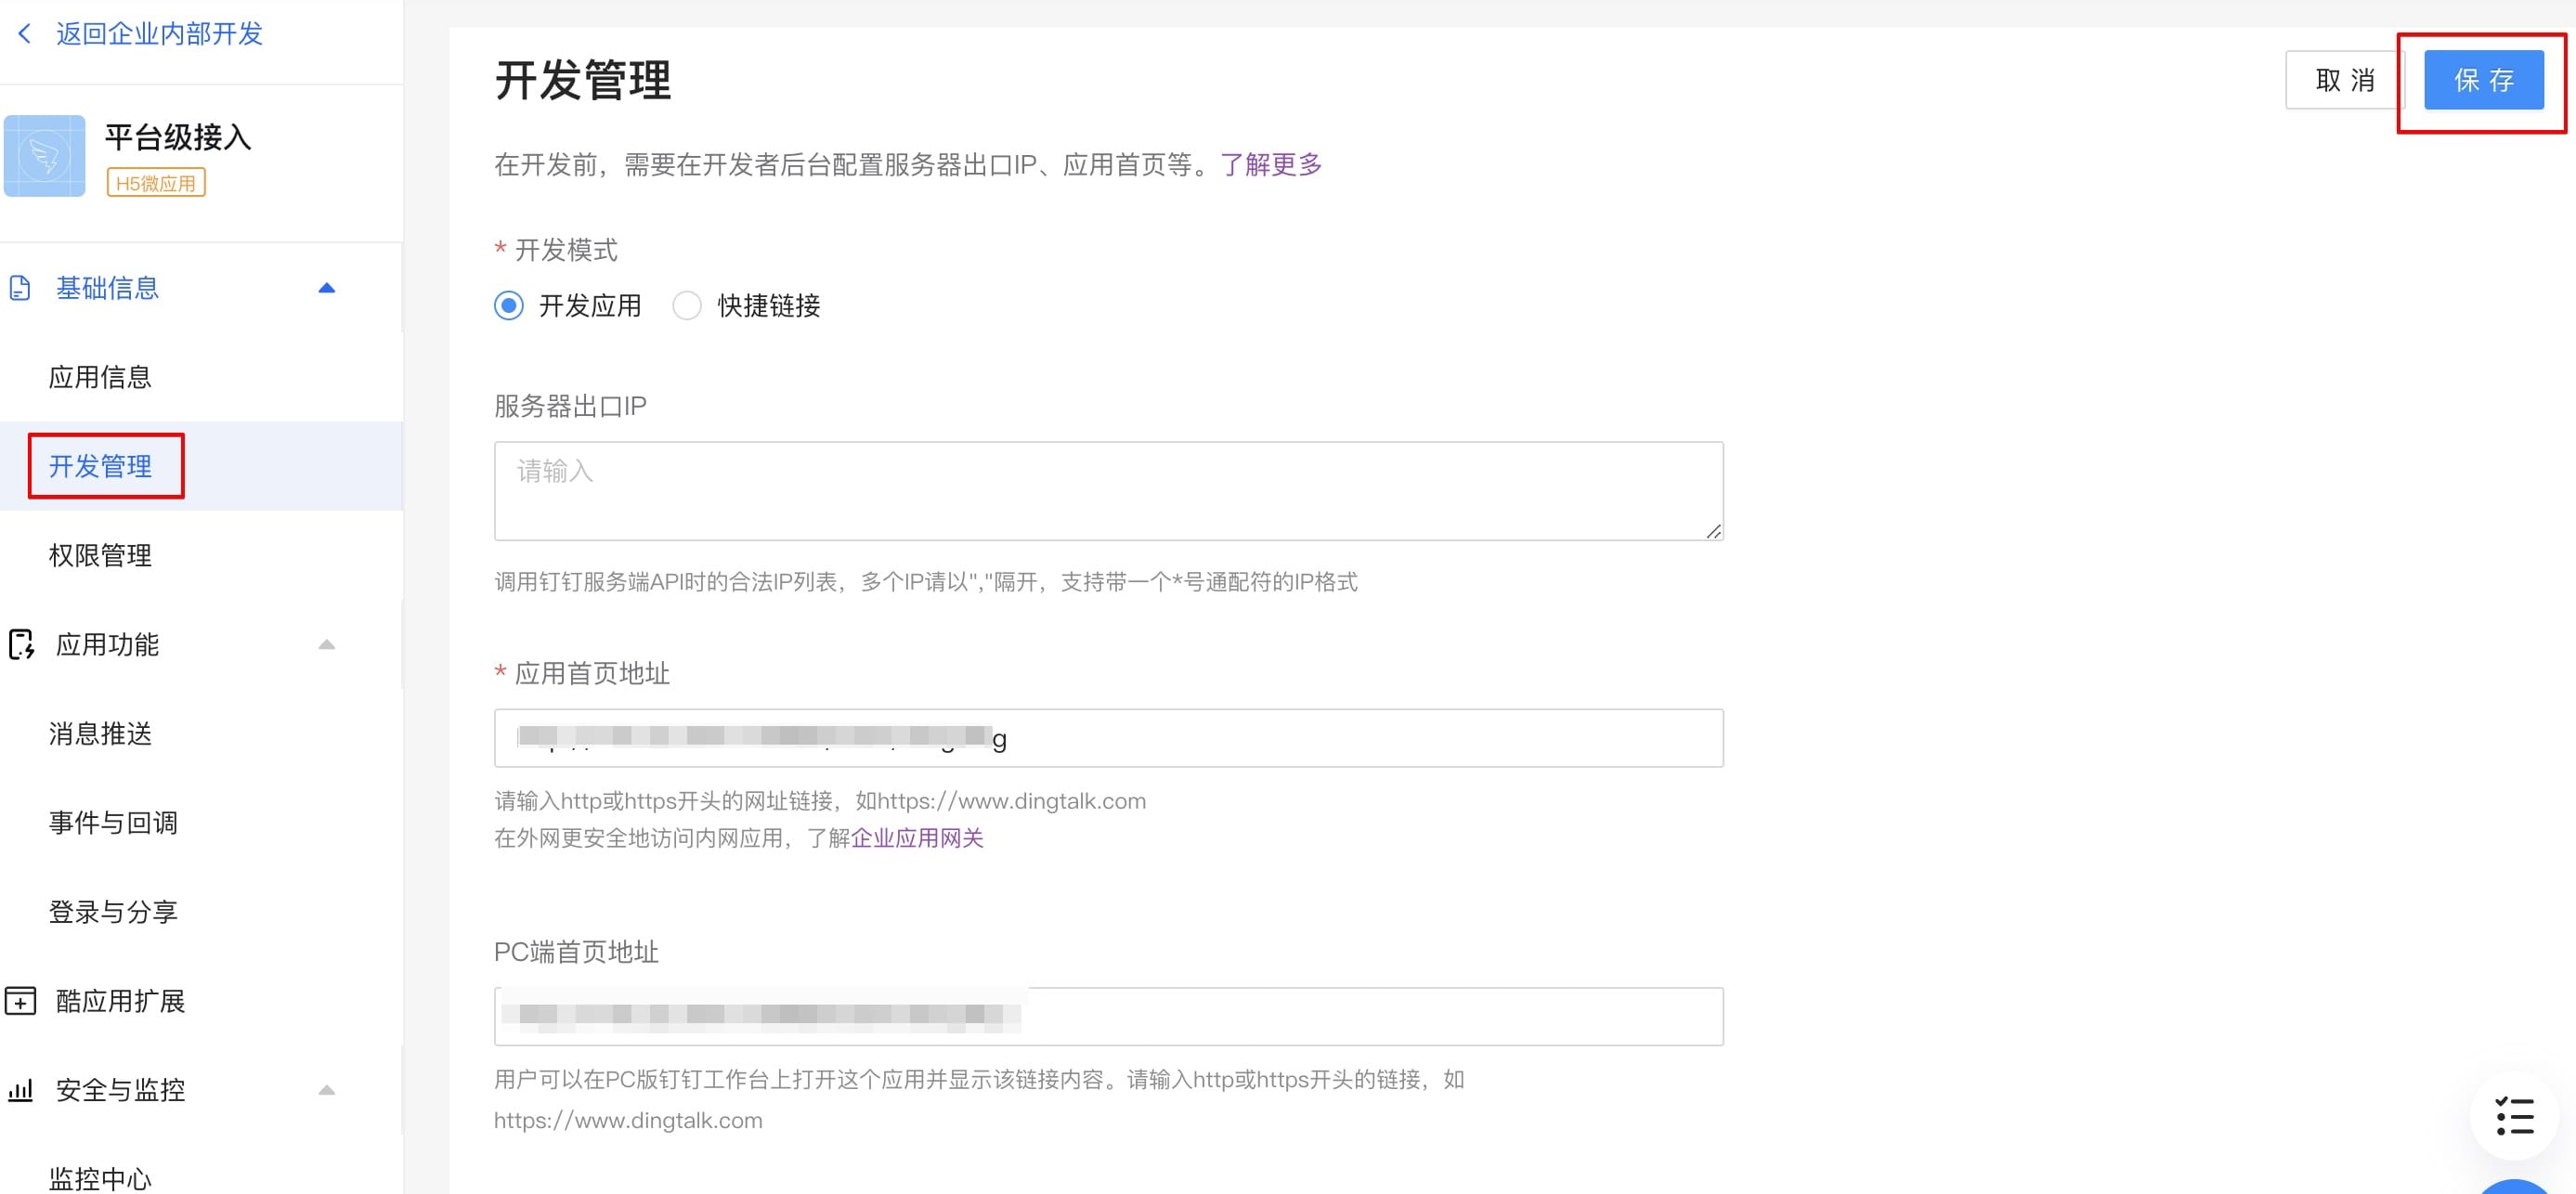 返回企业内部开发
平台级接入
H5微应用
基础信息
应用信息
开发管理
权限管理
应用功能
消息推送
事件与回调
登录与分享
酷应用扩展
安全与监控
监控中心
开发管理
取 消
保 存
在开发前，需要在开发者后台配置服务器出口IP、应用首页等。了解更多
* 开发模式
开发应用
快捷链接
服务器出口IP
请输入
调用钉钉服务端API时的合法IP列表，多个IP请以","隔开，支持带一个*号通配符的IP格式
* 应用首页地址
请输入http或https开头的网址链接，如https://www.dingtalk.com
在外网更安全地访问内网应用，了解企业应用网关
PC端首页地址
用户可以在PC版钉钉工作台上打开这个应用并显示该链接内容。请输入http或https开头的链接，如
https://www.dingtalk.com